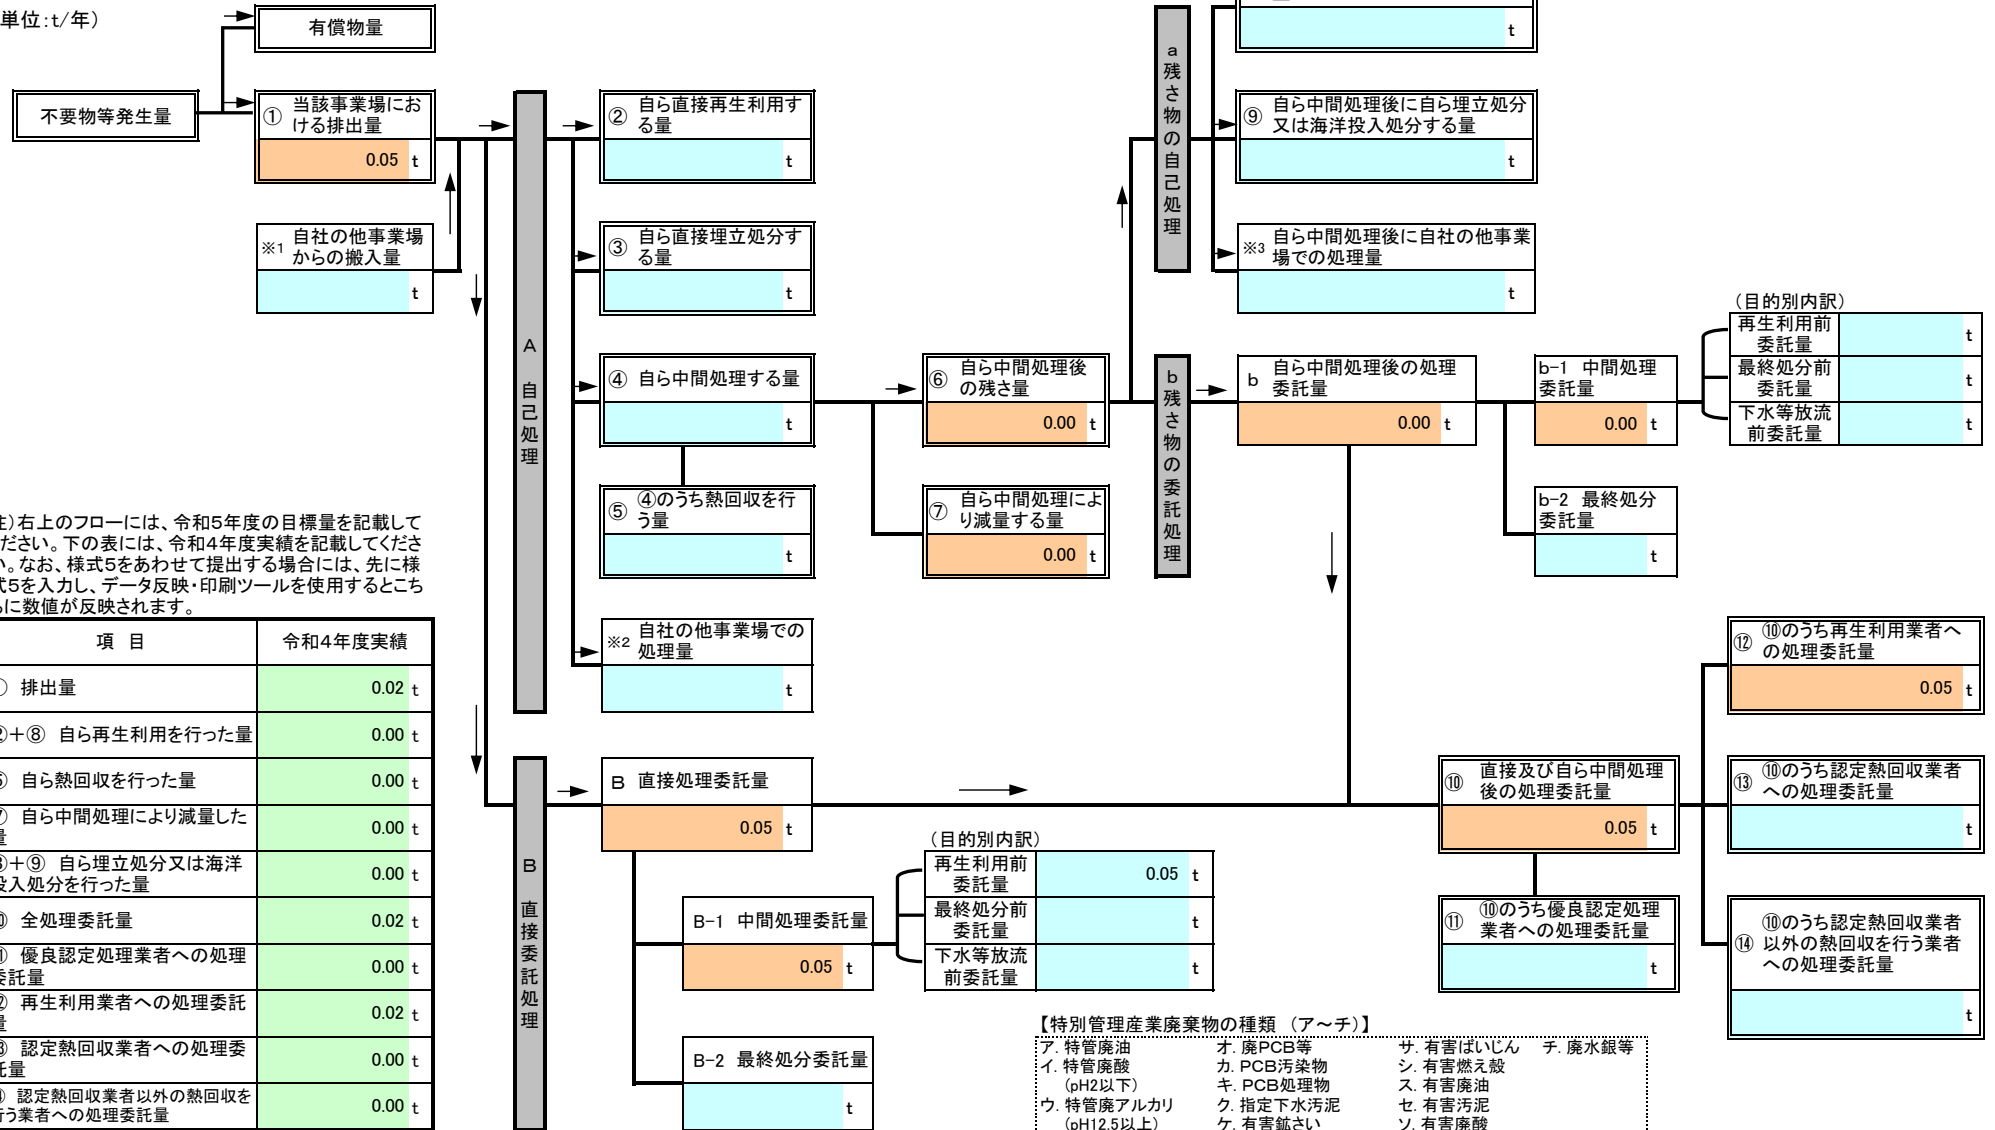 単位:t/年)
有償物量
不要物等発生量
① 当該事業場にお
ける排出量
0.05 t
※1 自社の他事業場
からの搬入量
t
A 自己処理
② 自ら直接再生利用す
る量
t
③ 自ら直接埋立処分す
る量
t
④ 自ら中間処理する量
t
⑤ ④のうち熱回収を行
う量
t
※2 自社の他事業場での
処理量
t
⑥ 自ら中間処理後
の残さ量
0.00 t
⑦ 自ら中間処理によ
り減量する量
0.00 t
a 残さ物の自己処理
t
⑨ 自ら中間処理後に自ら埋立処分
又は海洋投入処分する量
t
※3 自ら中間処理後に自社の他事業
場での処理量
t
b 残さ物の委託処理
b 自ら中間処理後の処理
委託量
0.00 t
b-1 中間処理
委託量
0.00 t
b-2 最終処分
委託量
t
(目的別内訳)
再生利用前
委託量
t
最終処分前
委託量
t
下水等放流
前委託量
t
)右上のフローには、令和5年度の目標量を記載して
ださい。下の表には、令和4年度実績を記載してくださ
。なお、様式5をあわせて提出する場合には、先に様
式5を入力し、データ反映・印刷ツールを使用するとこち
に数値が反映されます。
項 目 令和4年度実績
排出量 0.02 t
+⑧ 自ら再生利用を行った量 0.00 t
自ら熱回収を行った量 0.00 t
自ら中間処理により減量した
量 0.00 t
+⑨ 自ら埋立処分又は海洋
投入処分を行った量 0.00 t
全処理委託量 0.02 t
優良認定処理業者への処理
委託量 0.00 t
再生利用業者への処理委託
量 0.02 t
認定熱回収業者への処理委
託量 0.00 t
認定熱回収業者以外の熱回収を
行う業者への処理委託量 0.00 t
B 直接委託処理
B 直接処理委託量
0.05 t
B-1 中間処理委託量
0.05 t
B-2 最終処分委託量
t
(目的別内訳)
再生利用前
委託量
0.05 t
最終処分前
委託量
t
下水等放流
前委託量
t
⑩ 直接及び自ら中間処理
後の処理委託量
0.05 t
⑪ ⑩のうち優良認定処理
業者への処理委託量
t
⑫ ⑩のうち再生利用業者へ
の処理委託量
0.05 t
⑬ ⑩のうち認定熱回収業者
への処理委託量
t
⑭ ⑩のうち認定熱回収業者
以外の熱回収を行う業者
への処理委託量
t
【特別管理産業廃棄物の種類 (ア~チ)】
ア. 特管廃油 オ. 廃PCB等 サ. 有害ばいじん チ. 廃水銀等
イ. 特管廃酸 カ. PCB汚染物 シ. 有害燃え殻
(pH2以下) キ. PCB処理物 ス. 有害廃油
ウ. 特管廃アルカリ ク. 指定下水汚泥 セ. 有害汚泥
(pH12.5以上) ケ. 有害鉱さい ソ. 有害廃酸